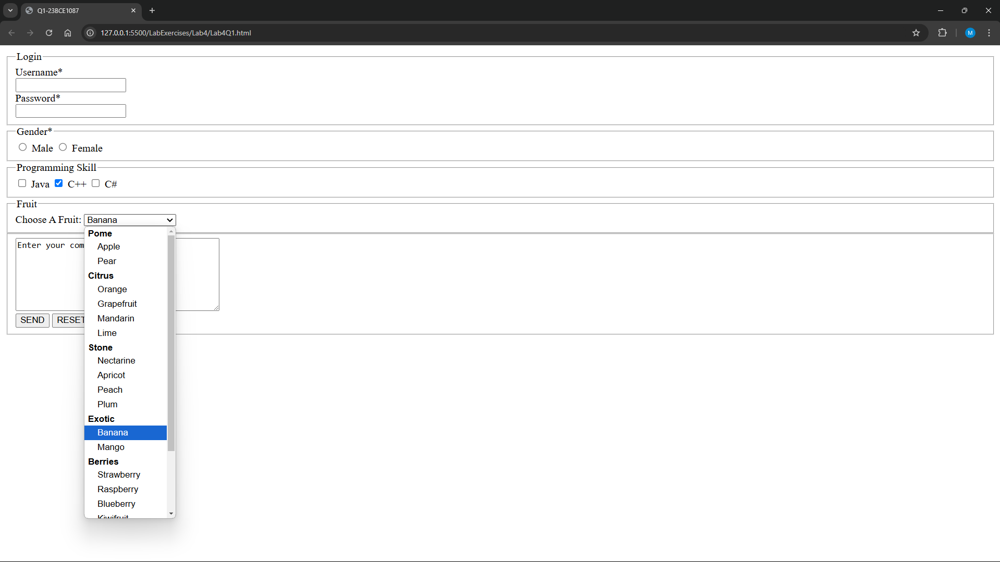 Q1-23BCE1087
127.0.0.1:5500/LabExercises/Lab4/Lab4Q1.html
M
Login
Username*
Password*
Gender*
Male Female
Programming Skill
Java C++ C#
Fruit
Choose A Fruit: Banana
Pome
Enter your com
Apple
Pear
Citrus
Orange
Grapefruit
Mandarin
SEND RESET
Lime
Stone
Nectarine
Apricot
Peach
Plum
Exotic
Banana
Mango
Berries
Strawberry
Raspberry
Blueberry
Kiwifruit